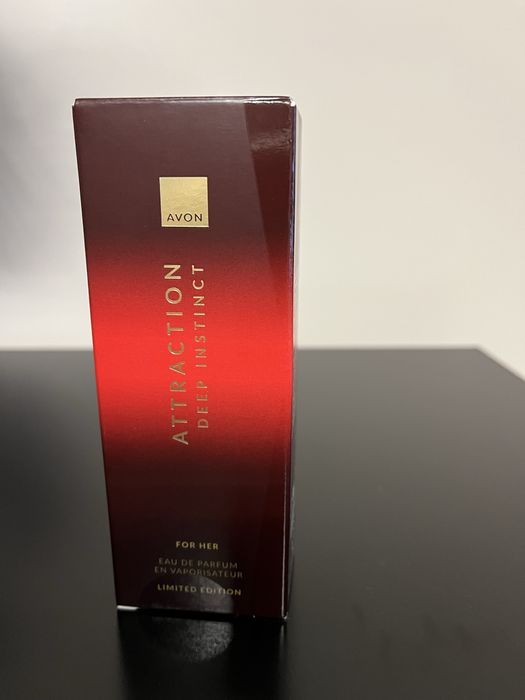 AVON
ATTRACTION
DEEP INSTINCT
FOR HER
EAU DE PARFUM
EN VAPORISATEUR
LIMITED EDITION